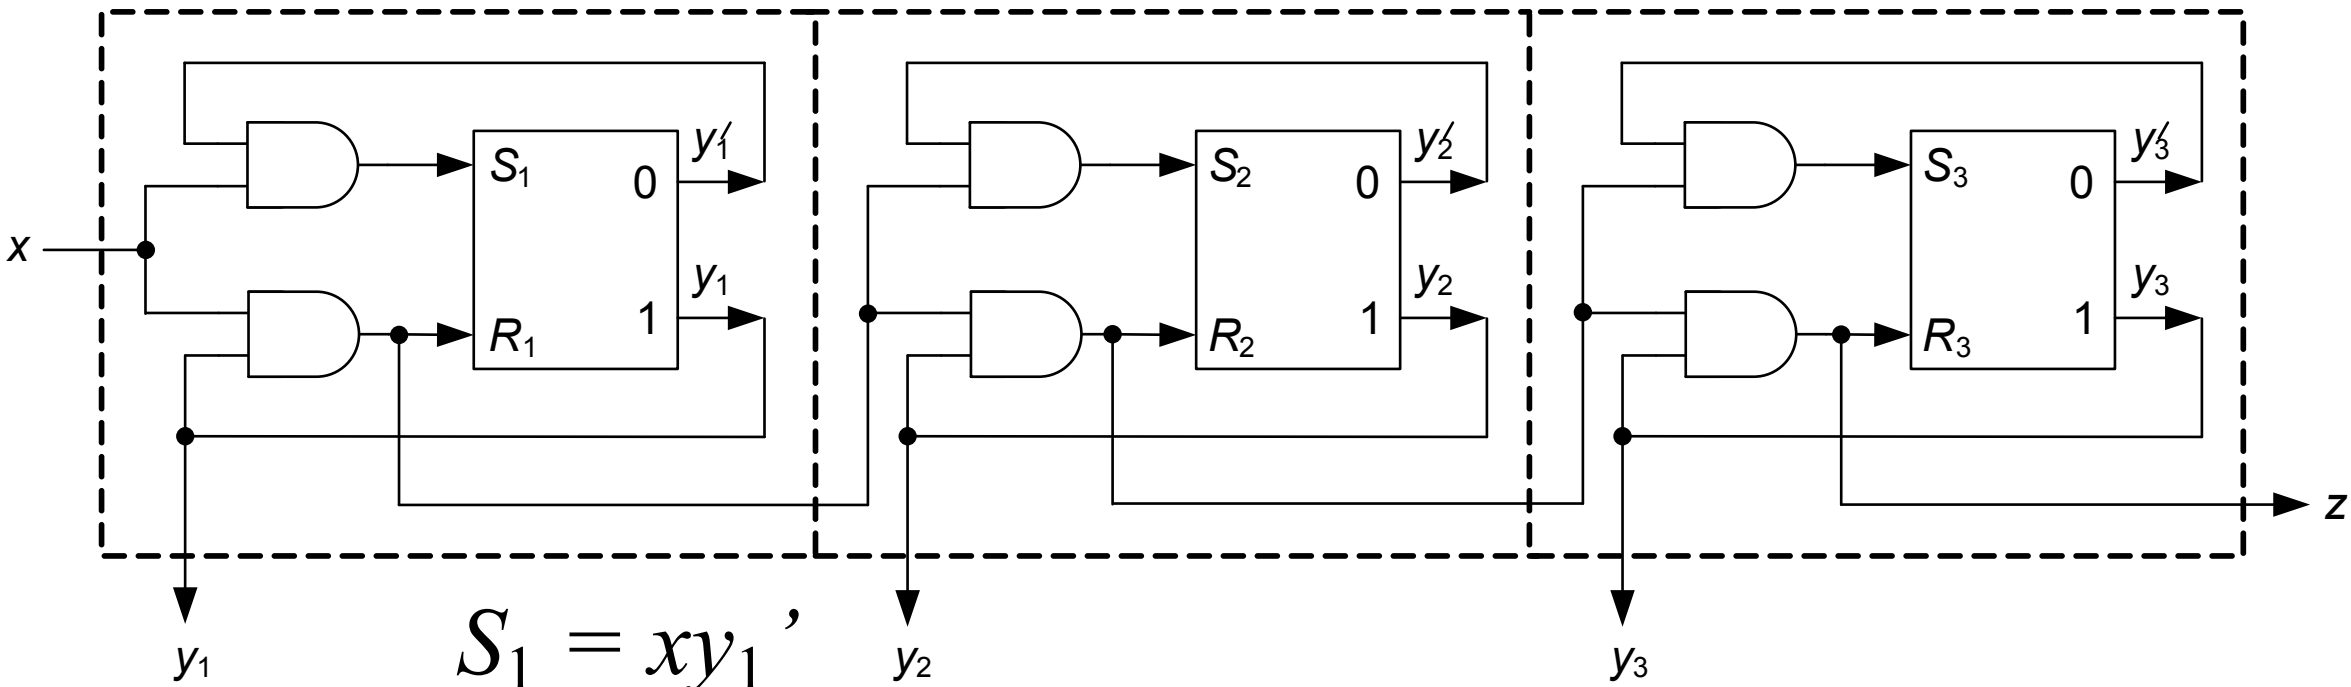 y₁′
y₂′
y₃′
S₁
0
S₂
0
S₃
0
x
y₁
y₂
y₃
R₁
1
R₂
1
R₃
1
z
S₁ = xy₁’
y₁
y₂
y₃